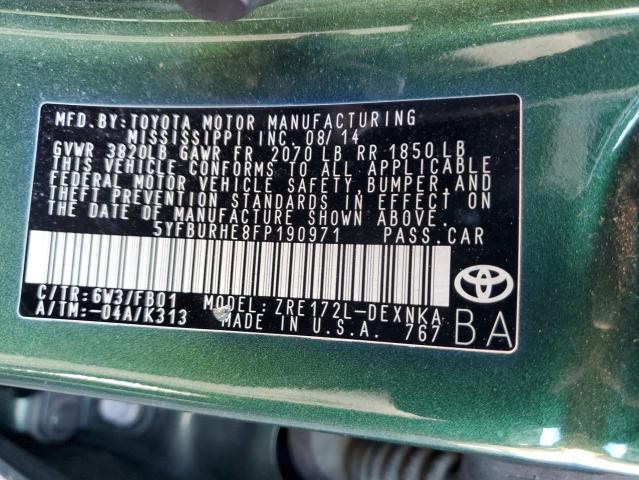 MFD. BY: TOYOTA MOTOR MANUFACTURING
MISSISSIPPI INC 08/14
GVWR 3820LB GAWR FR 2070 LB RR 1850 LB
THIS VEHICLE CONFORMS TO ALL APPLICABLE
FEDERAL MOTOR VEHICLE SAFETY, BUMPER, AND
THEFT PREVENTION STANDARDS IN EFFECT ON
THE DATE OF MANUFACTURE SHOWN ABOVE.
5YFBURHE8FP190971 PASS. CAR
C/TR: 6W3/FB01 MODEL: ZRE172L-DEXNKA
A/TM: -04A/K313 MADE IN U.S.A. 767
BA